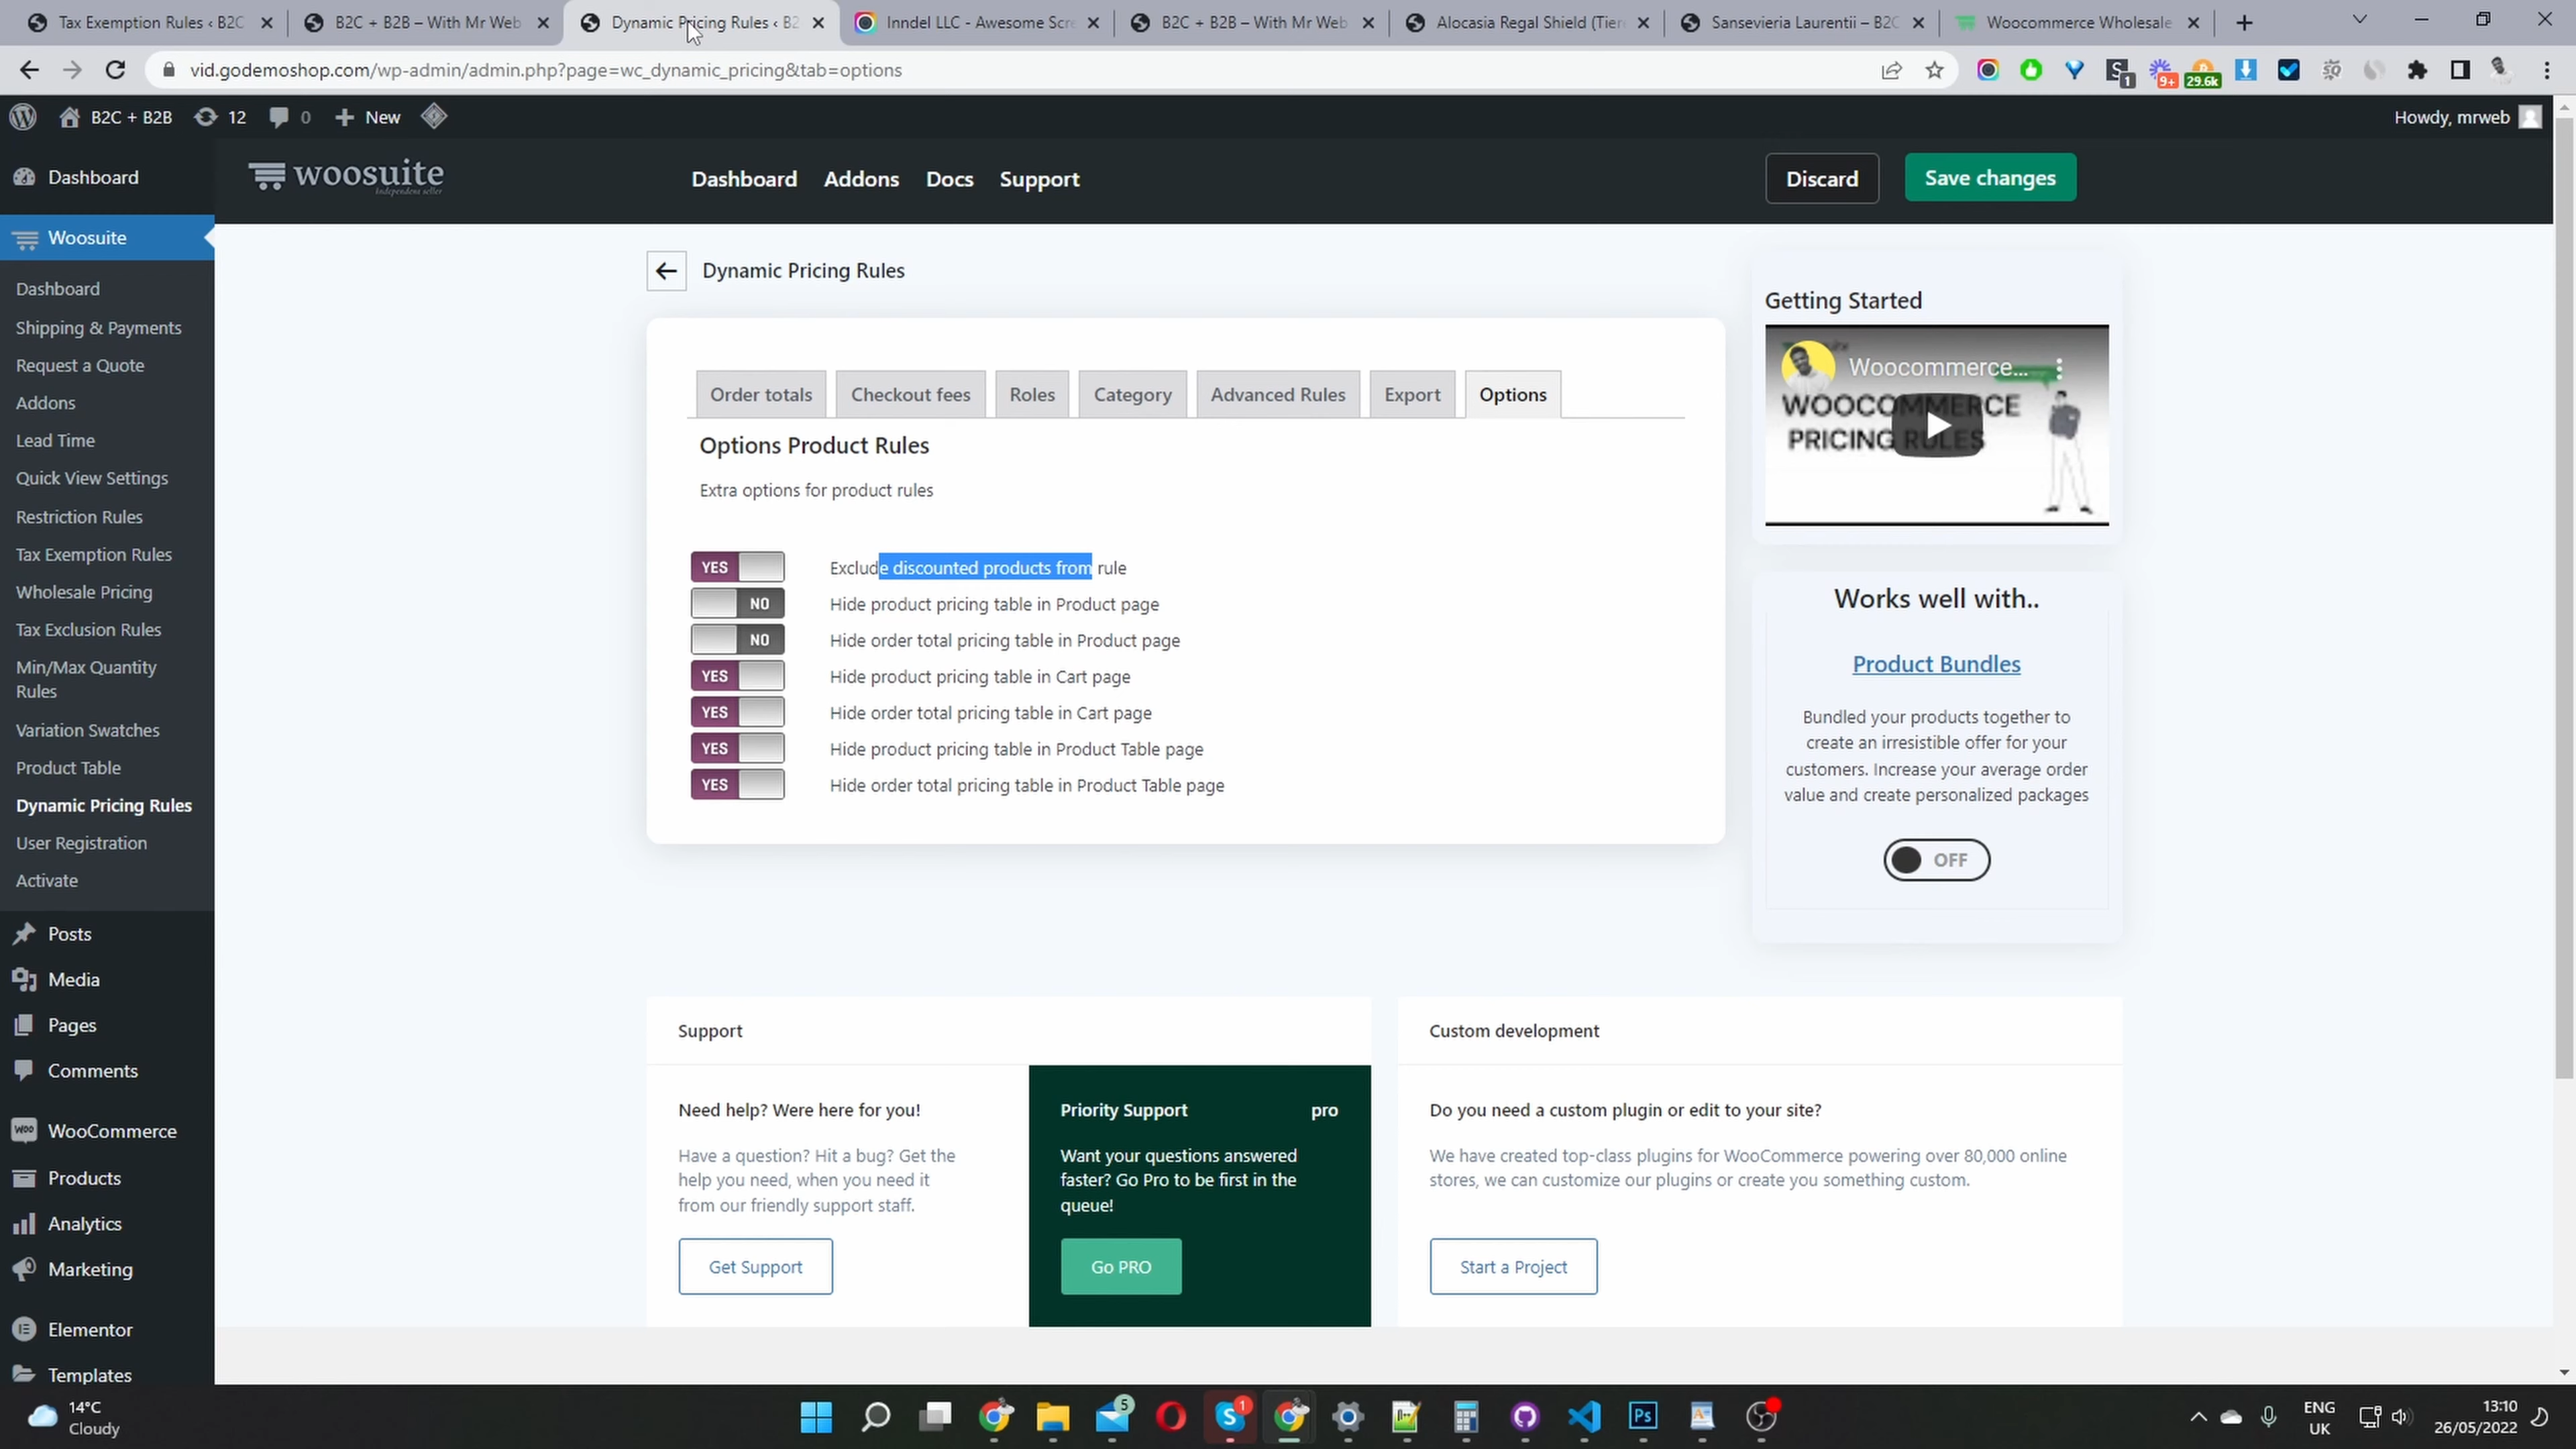 Tax Exemption Rules ‹ B2C
B2C + B2B – With Mr Web
Dynamic Pricing Rules ‹ B2
Inndel LLC - Awesome Scre
B2C + B2B – With Mr Web
Alocasia Regal Shield (Tier
Sansevieria Laurentii – B2C
Woocommerce Wholesale
vid.godemoshop.com/wp-admin/admin.php?page=wc_dynamic_pricing&tab=options
1
9+
29.6k
B2C + B2B
12
0
New
Howdy, mrweb
woosuite
Independent seller
Dashboard
Addons
Docs
Support
Discard
Save changes
Dashboard
Woosuite
Dashboard
Shipping & Payments
Request a Quote
Addons
Lead Time
Quick View Settings
Restriction Rules
Tax Exemption Rules
Wholesale Pricing
Tax Exclusion Rules
Min/Max Quantity
Rules
Variation Swatches
Product Table
Dynamic Pricing Rules
User Registration
Activate
Posts
Media
Pages
Comments
WooCommerce
Products
Analytics
Marketing
Elementor
Templates
Dynamic Pricing Rules
Order totals
Checkout fees
Roles
Category
Advanced Rules
Export
Options
Options Product Rules
Extra options for product rules
YES Exclude discounted products from rule
NO Hide product pricing table in Product page
NO Hide order total pricing table in Product page
YES Hide product pricing table in Cart page
YES Hide order total pricing table in Cart page
YES Hide product pricing table in Product Table page
YES Hide order total pricing table in Product Table page
Getting Started
Woocommerce...
WOOCOMMERCE
PRICING RULES
Works well with..
Product Bundles
Bundled your products together to
create an irresistible offer for your
customers. Increase your average order
value and create personalized packages
OFF
Support
Need help? Were here for you!
Have a question? Hit a bug? Get the
help you need, when you need it
from our friendly support staff.
Get Support
Priority Support
pro
Want your questions answered
faster? Go Pro to be first in the
queue!
Go PRO
Custom development
Do you need a custom plugin or edit to your site?
We have created top-class plugins for WooCommerce powering over 80,000 online
stores, we can customize our plugins or create you something custom.
Start a Project
14°C
Cloudy
5
1
Ps
ENG
UK
13:10
26/05/2022